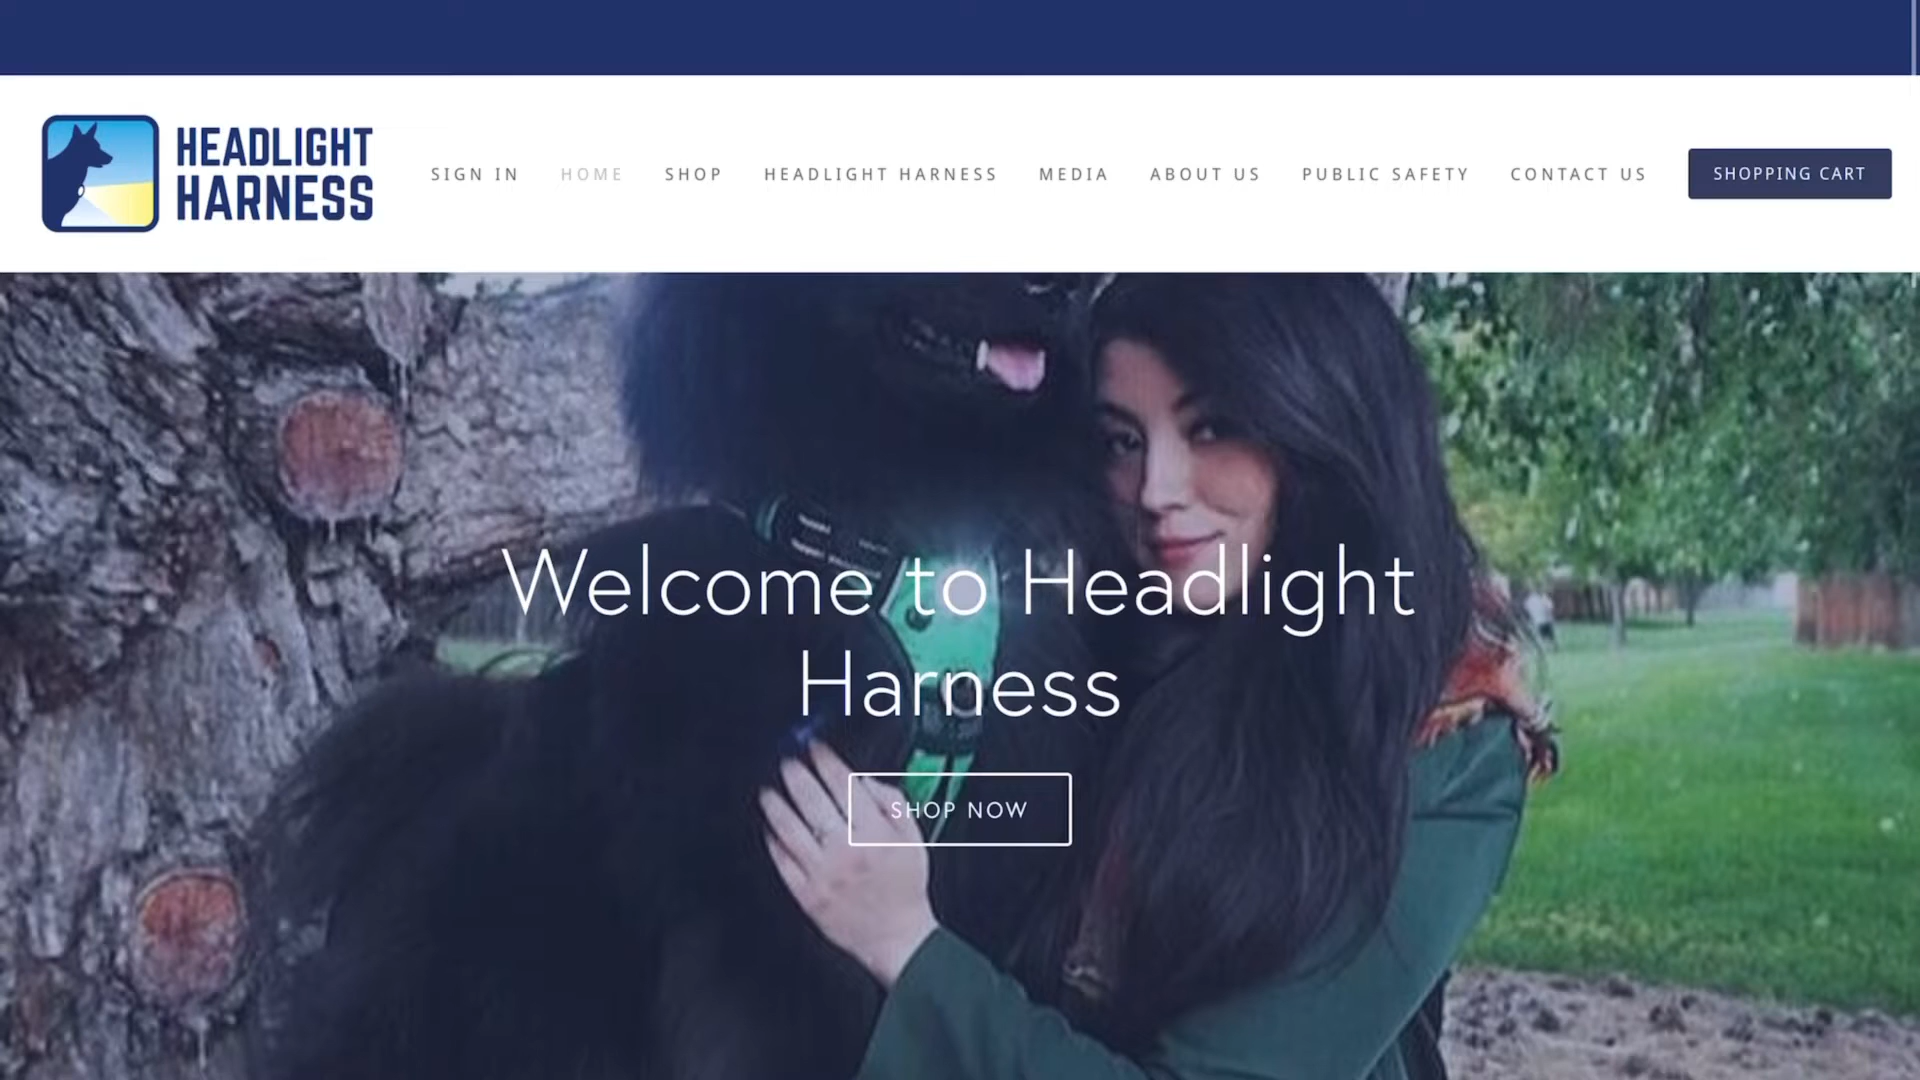 HEADLIGHT
HARNESS
SIGN IN
HOME
SHOP
HEADLIGHT HARNESS
MEDIA
ABOUT US
PUBLIC SAFETY
CONTACT US
SHOPPING CART
Welcome to Headlight
Harness
SHOP NOW